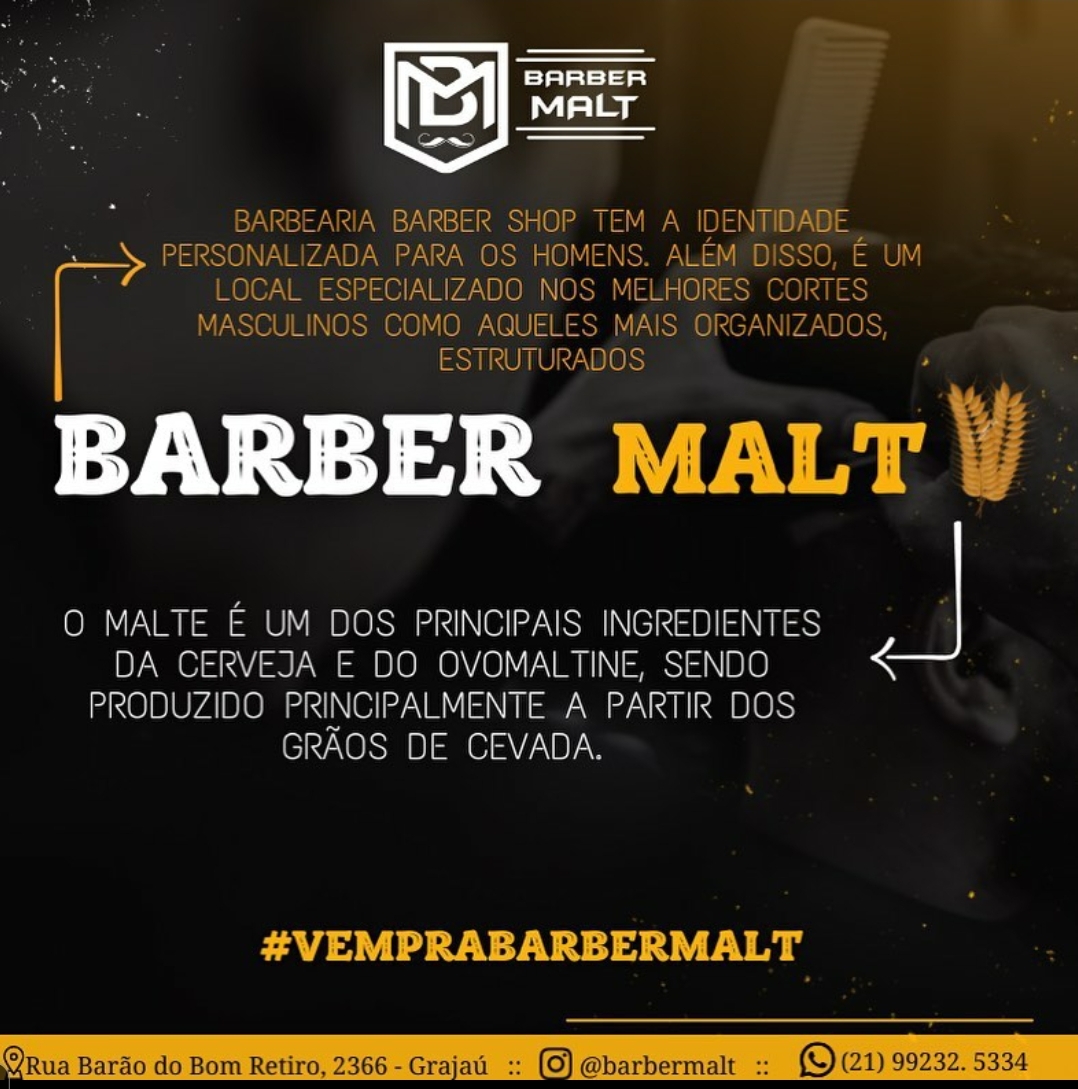 BM
BARBER
MALT
BARBEARIA BARBER SHOP TEM A IDENTIDADE
PERSONALIZADA PARA OS HOMENS. ALÉM DISSO, É UM
LOCAL ESPECIALIZADO NOS MELHORES CORTES
MASCULINOS COMO AQUELES MAIS ORGANIZADOS,
ESTRUTURADOS
BARBER MALT
O MALTE É UM DOS PRINCIPAIS INGREDIENTES
DA CERVEJA E DO OVOMALTINE, SENDO
PRODUZIDO PRINCIPALMENTE A PARTIR DOS
GRÃOS DE CEVADA.
#VEMPRABARBERMALT
Rua Barão do Bom Retiro, 2366 - Grajaú :: @barbermalt :: (21) 99232. 5334